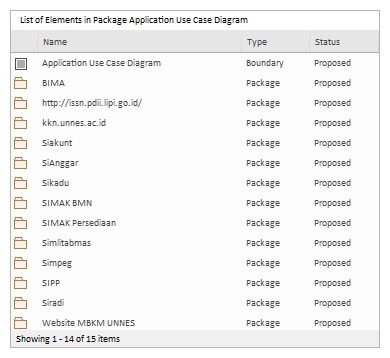 List of Elements in Package Application Use Case Diagram
Name Type Status
Application Use Case Diagram Boundary Proposed
BIMA Package Proposed
http://issn.pdii.lipi.go.id/ Package Proposed
kkn.unnes.ac.id Package Proposed
Siakunt Package Proposed
SiAnggar Package Proposed
Sikadu Package Proposed
SIMAK BMN Package Proposed
SIMAK Persediaan Package Proposed
Simlitabmas Package Proposed
Simpeg Package Proposed
SIPP Package Proposed
Siradi Package Proposed
Website MBKM UNNES Package Proposed
Showing 1 - 14 of 15 items